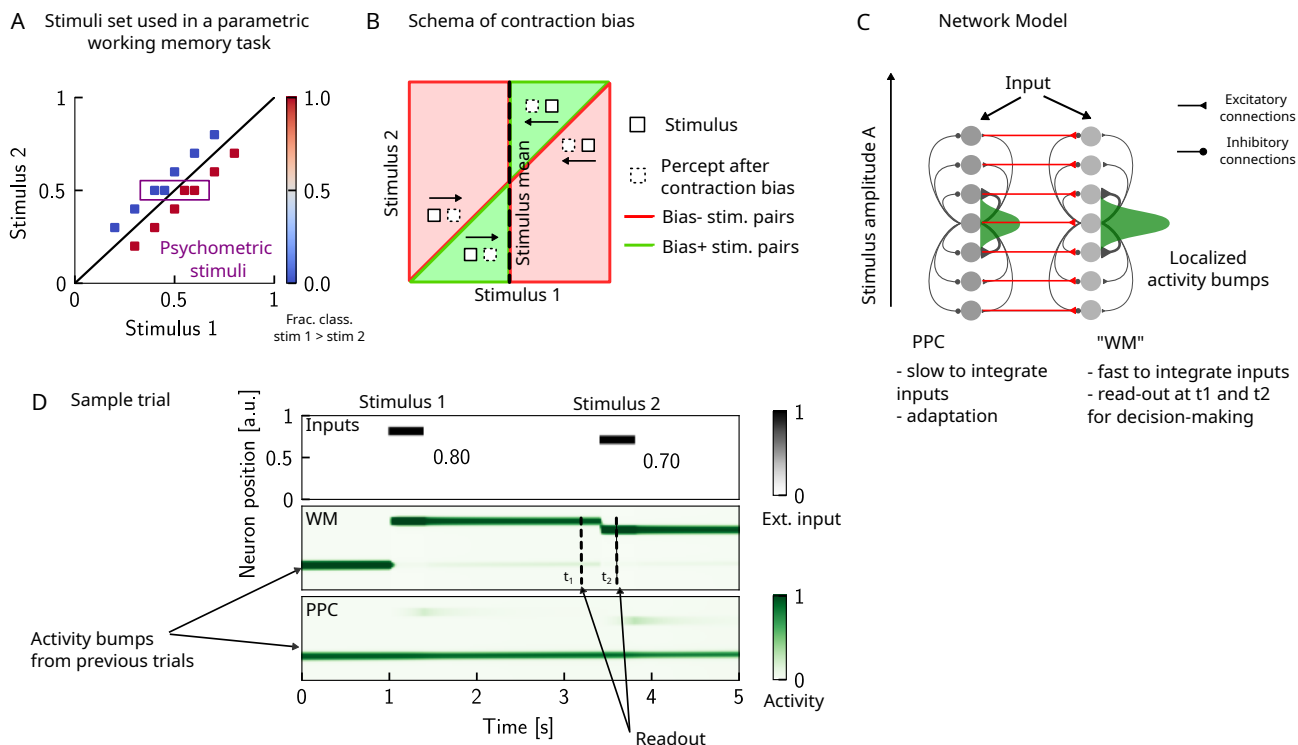 A
Stimuli set used in a parametric
working memory task
1
0.5
0
0
0.5
1
Stimulus 2
Stimulus 1
Psychometric
stimuli
1.0
0.5
0.0
Frac. class.
stim 1 > stim 2
B
Schema of contraction bias
Stimulus 2
Stimulus mean
Stimulus 1
Stimulus
Percept after
contraction bias
Bias- stim. pairs
Bias+ stim. pairs
C
Network Model
Stimulus amplitude A
Input
Excitatory
connections
Inhibitory
connections
Localized
activity bumps
PPC
- slow to integrate
inputs
- adaptation
"WM"
- fast to integrate inputs
- read-out at t1 and t2
for decision-making
D
Sample trial
Stimulus 1
Stimulus 2
Neuron position [a.u.]
1
0.5
0
Inputs
0.80
0.70
1
0
Ext. input
WM
t1
t2
PPC
1
0
Activity
Activity bumps
from previous trials
0
1
2
3
4
5
Time [s]
Readout